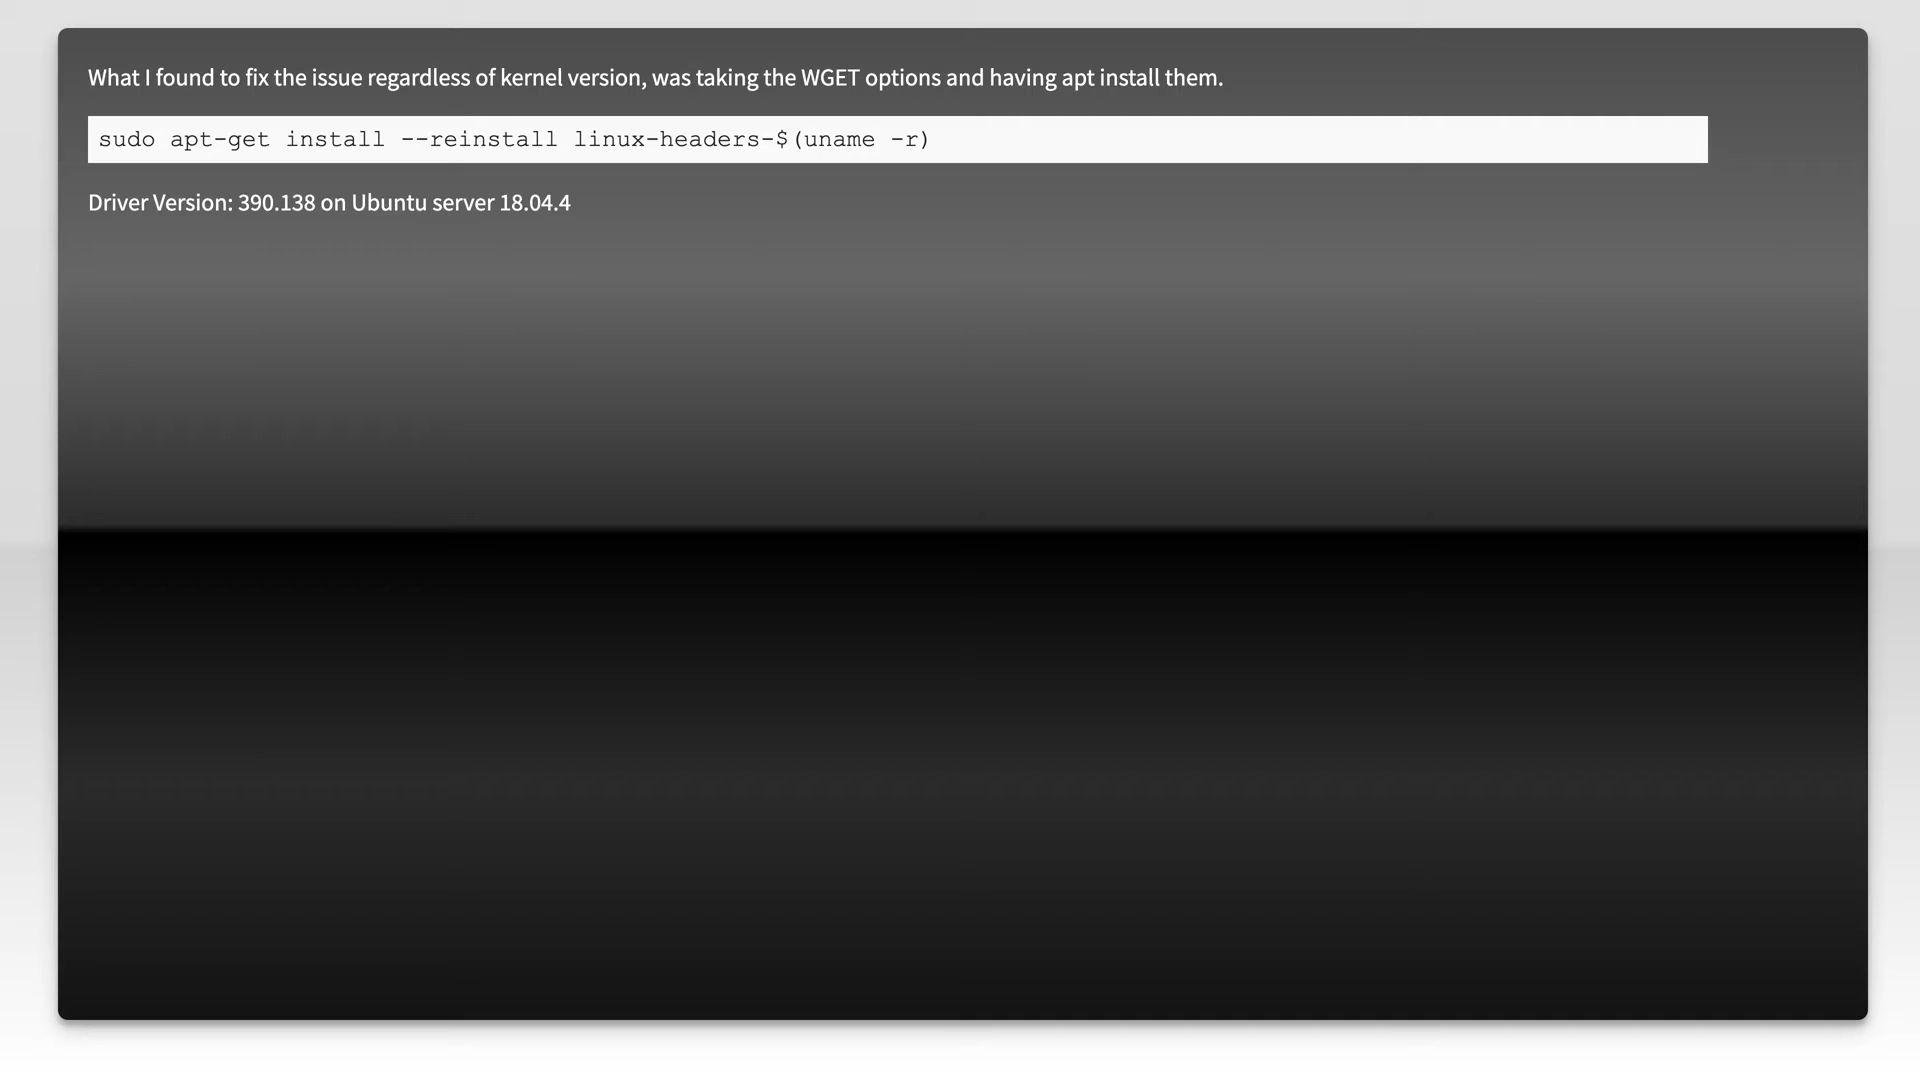 What I found to fix the issue regardless of kernel version, was taking the WGET options and having apt install them.
sudo apt-get install --reinstall linux-headers-$(uname -r)
Driver Version: 390.138 on Ubuntu server 18.04.4